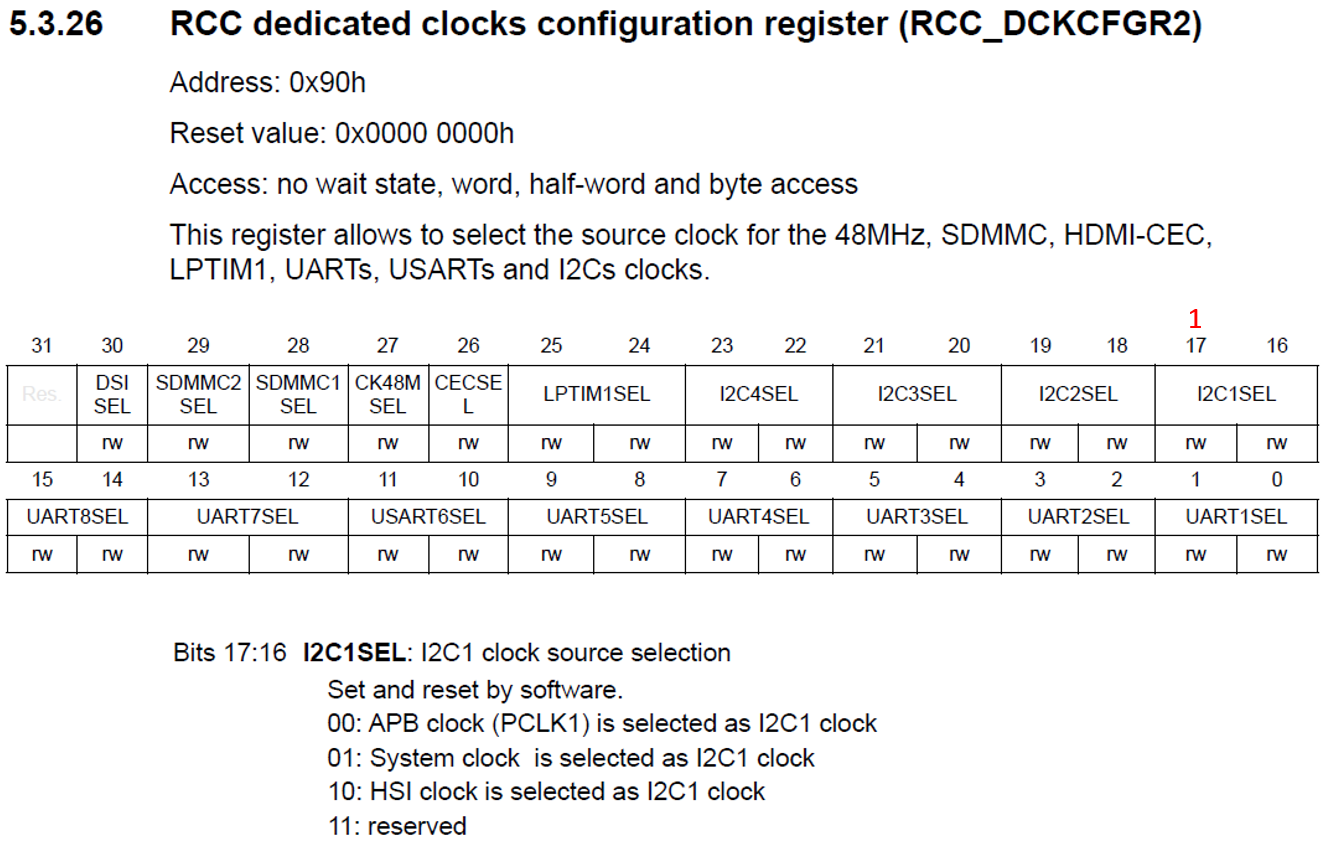 5.3.26 RCC dedicated clocks configuration register (RCC_DCKCFGR2)
Address: 0x90h
Reset value: 0x0000 0000h
Access: no wait state, word, half-word and byte access
This register allows to select the source clock for the 48MHz, SDMMC, HDMI-CEC,
LPTIM1, UARTs, USARTs and I2Cs clocks.
1
31 30 29 28 27 26 25 24 23 22 21 20 19 18 17 16
Res. DSI SEL SDMMC2 SEL SDMMC1 SEL CK48M SEL CECSE L LPTIM1SEL I2C4SEL I2C3SEL I2C2SEL I2C1SEL
rw rw rw rw rw rw rw rw rw rw rw rw rw rw rw
15 14 13 12 11 10 9 8 7 6 5 4 3 2 1 0
UART8SEL UART7SEL USART6SEL UART5SEL UART4SEL UART3SEL UART2SEL UART1SEL
rw rw rw rw rw rw rw rw rw rw rw rw rw rw rw rw
Bits 17:16 I2C1SEL: I2C1 clock source selection
Set and reset by software.
00: APB clock (PCLK1) is selected as I2C1 clock
01: System clock is selected as I2C1 clock
10: HSI clock is selected as I2C1 clock
11: reserved